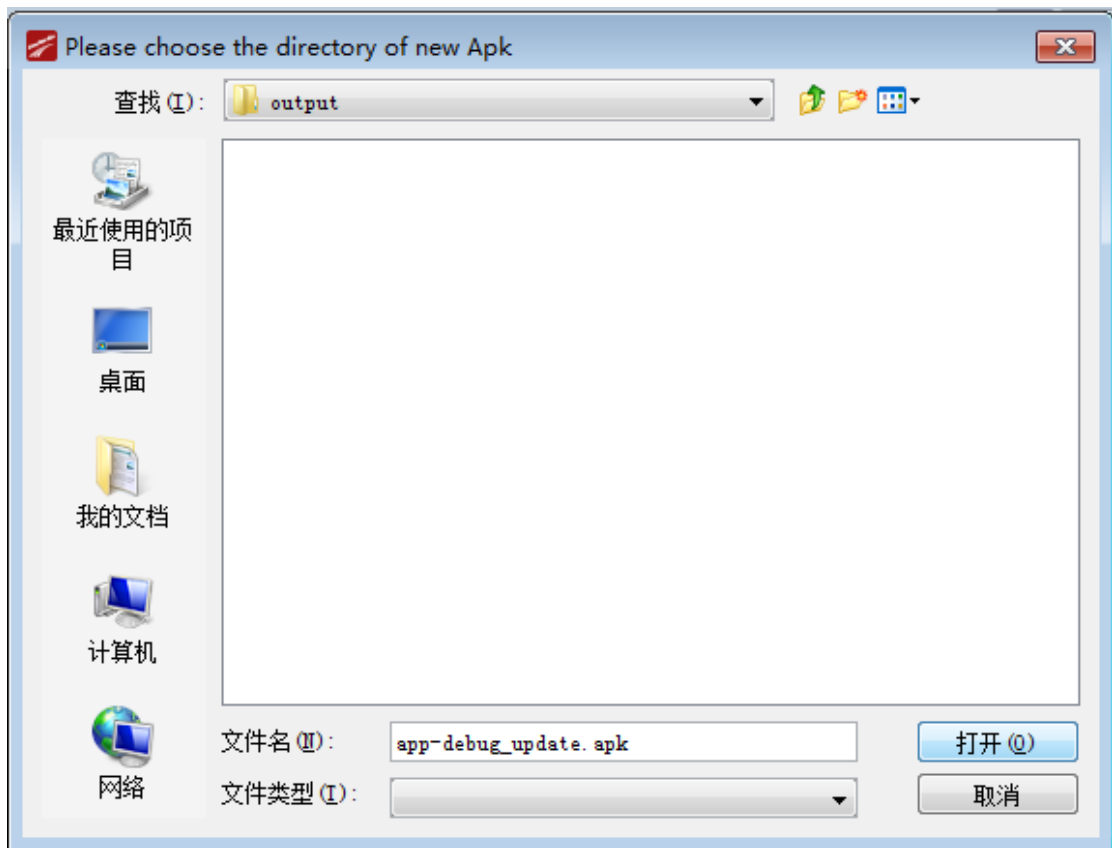 Please choose the directory of new Apk
查找(I):
output
最近使用的项
目
桌面
我的文档
计算机
网络
文件名(N):
app-debug_update.apk
打开(O)
文件类型(T):
取消